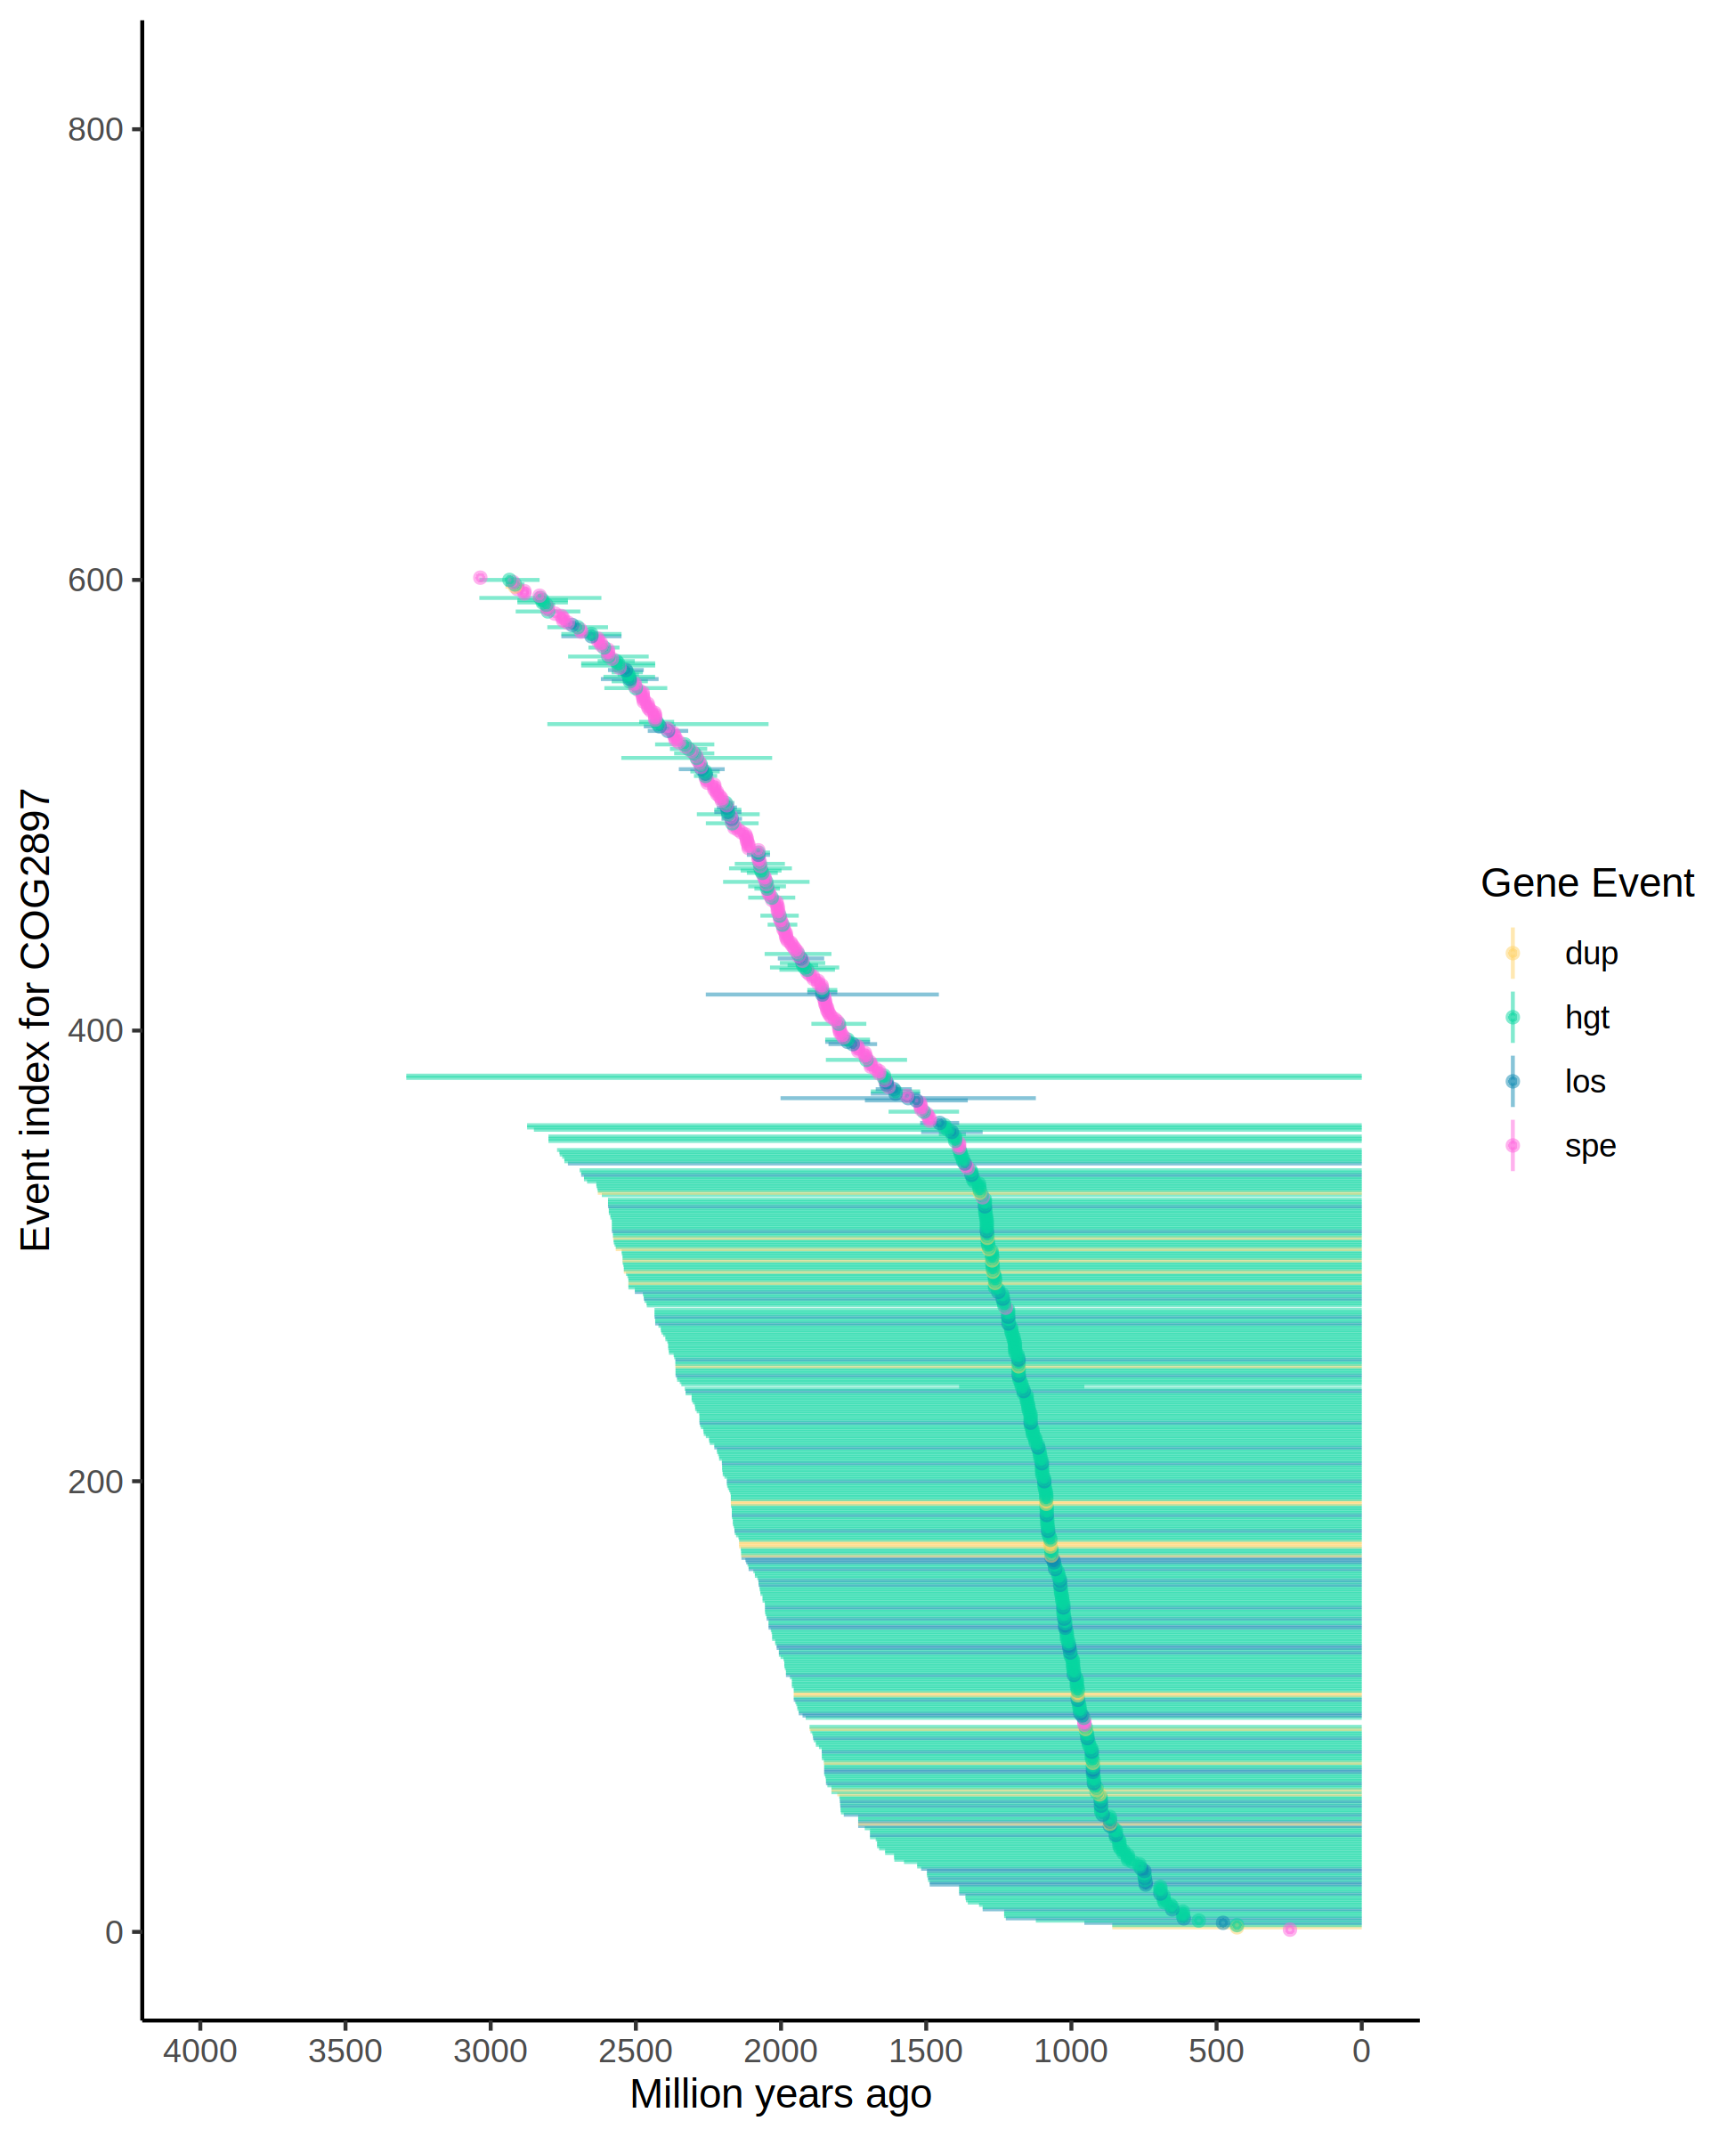 800
600
400
200
0
Event index for COG2897
4000 3500 3000 2500 2000 1500 1000 500 0
Million years ago
Gene Event
dup
hgt
los
spe